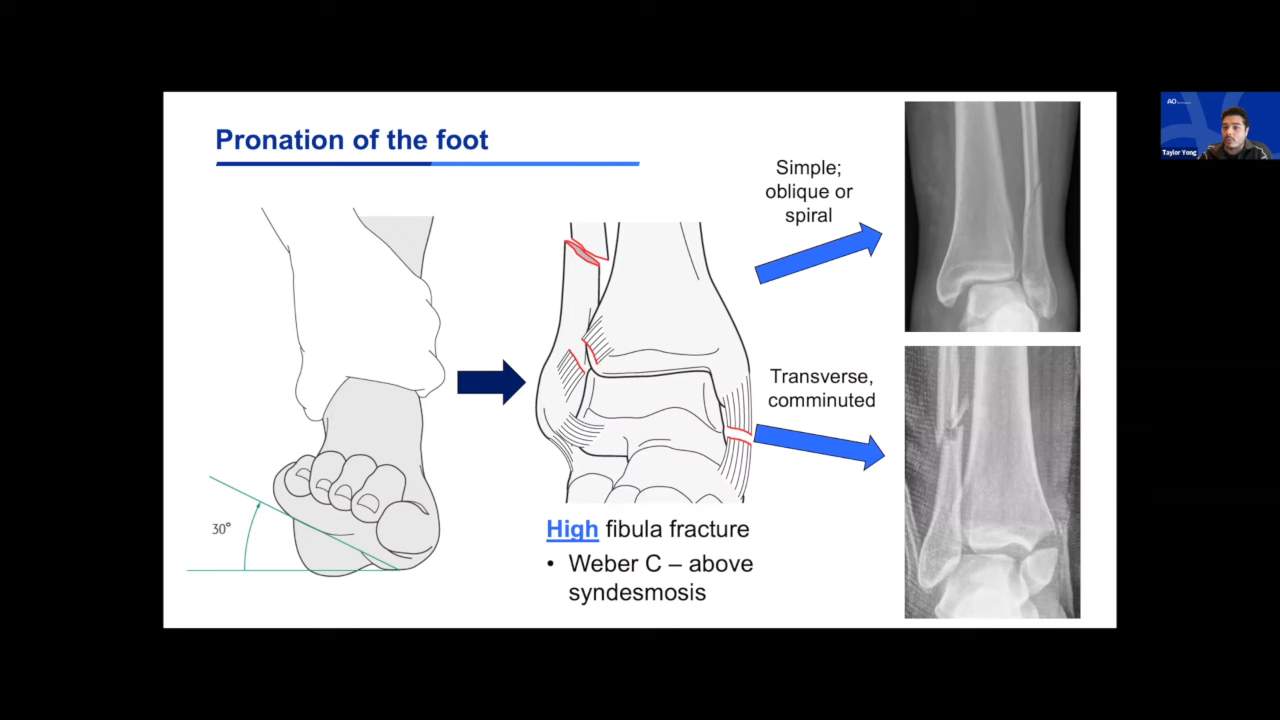 Pronation of the foot
Simple;
oblique or
spiral
30°
Transverse,
comminuted
High fibula fracture
• Weber C – above
syndesmosis
AO
Taylor Yong